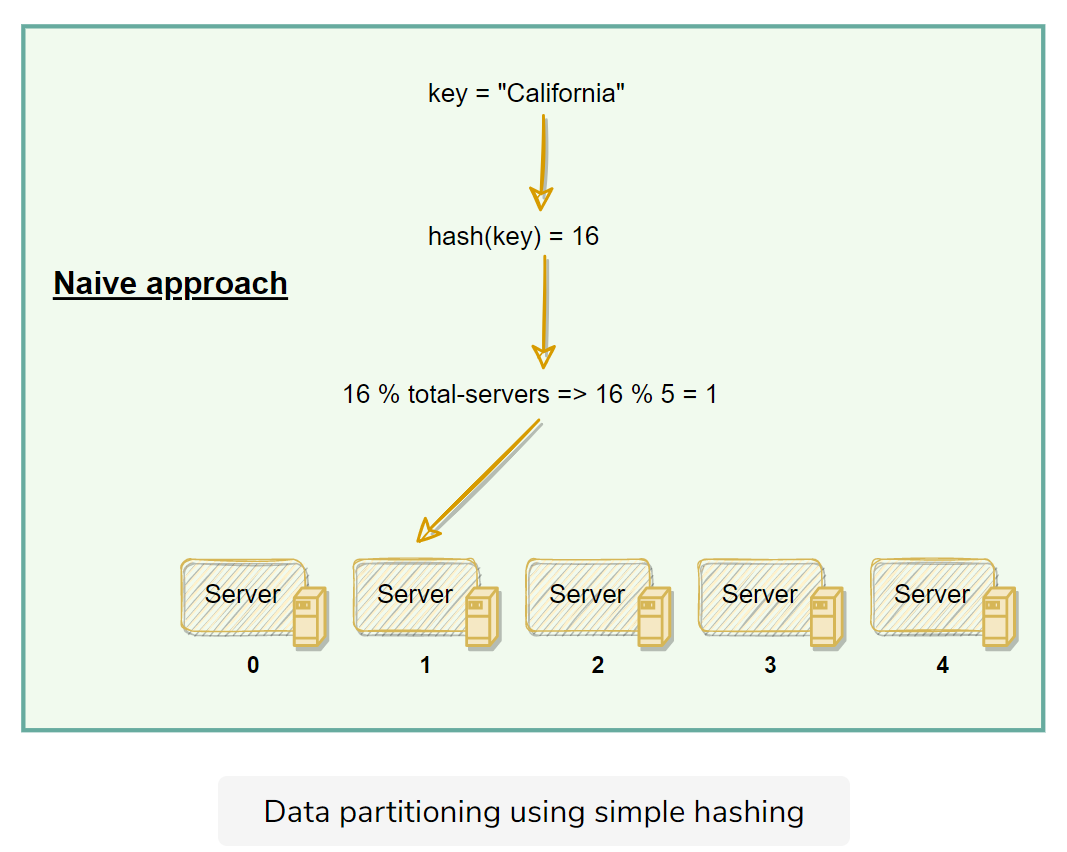 key = "California"
hash(key) = 16
Naive approach
16 % total-servers => 16 % 5 = 1
Server Server Server Server Server
0 1 2 3 4
Data partitioning using simple hashing